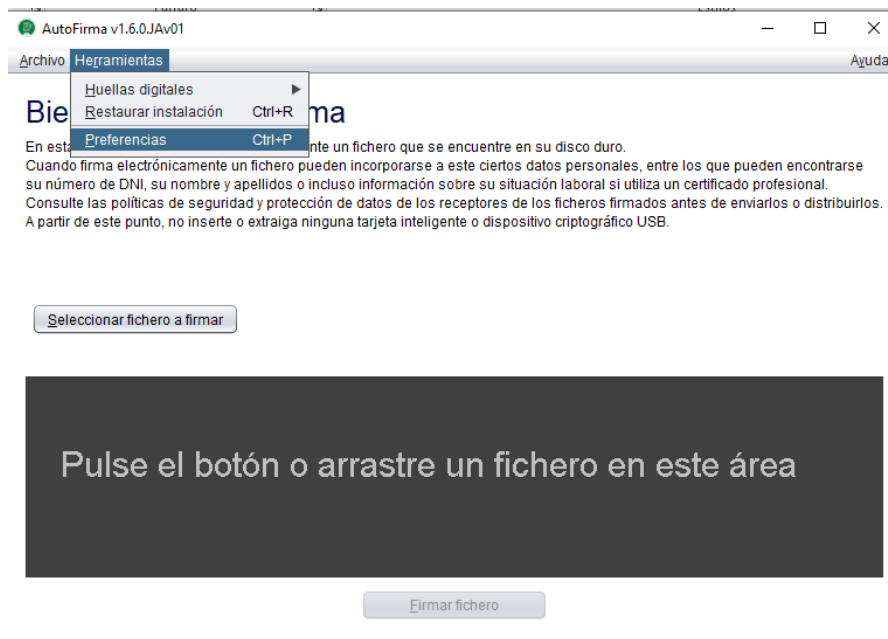 AutoFirma v1.6.0.JAv01
Archivo Herramientas Ayuda
Huellas digitales
Restaurar instalación Ctrl+R
Preferencias Ctrl+P
Bie ma
En esta nte un fichero que se encuentre en su disco duro.
Cuando firma electrónicamente un fichero pueden incorporarse a este ciertos datos personales, entre los que pueden encontrarse
su número de DNI, su nombre y apellidos o incluso información sobre su situación laboral si utiliza un certificado profesional.
Consulte las políticas de seguridad y protección de datos de los receptores de los ficheros firmados antes de enviarlos o distribuirlos.
A partir de este punto, no inserte o extraiga ninguna tarjeta inteligente o dispositivo criptográfico USB.
Seleccionar fichero a firmar
Pulse el botón o arrastre un fichero en este área
Firmar fichero